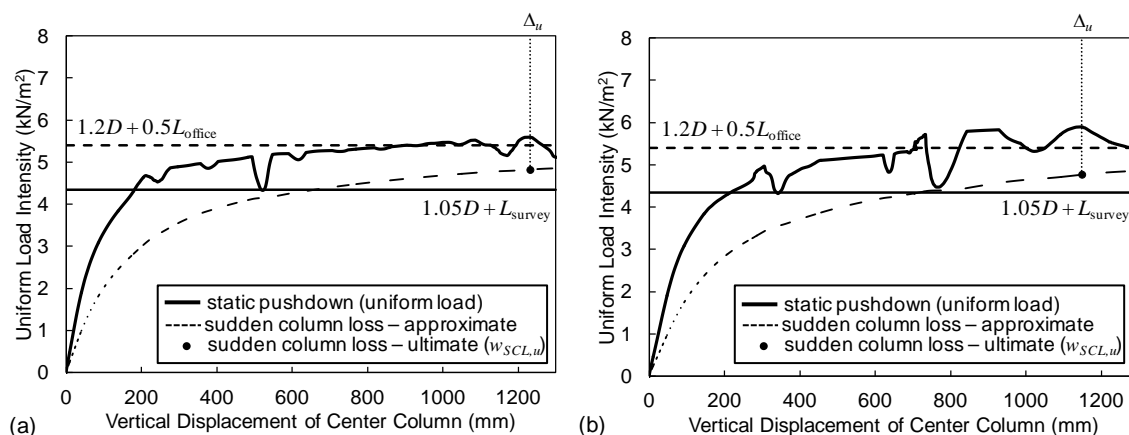 Δu
8
7
6
5
4
3
2
1
0
Uniform Load Intensity (kN/m²)
1.2D + 0.5Loffice
1.05D + Lsurvey
static pushdown (uniform load)
sudden column loss – approximate
sudden column loss – ultimate (wSCL,u)
0 200 400 600 800 1000 1200
Vertical Displacement of Center Column (mm)
(a)
Δu
8
7
6
5
4
3
2
1
0
Uniform Load Intensity (kN/m²)
1.2D + 0.5Loffice
1.05D + Lsurvey
static pushdown (uniform load)
sudden column loss – approximate
sudden column loss – ultimate (wSCL,u)
0 200 400 600 800 1000 1200
Vertical Displacement of Center Column (mm)
(b)